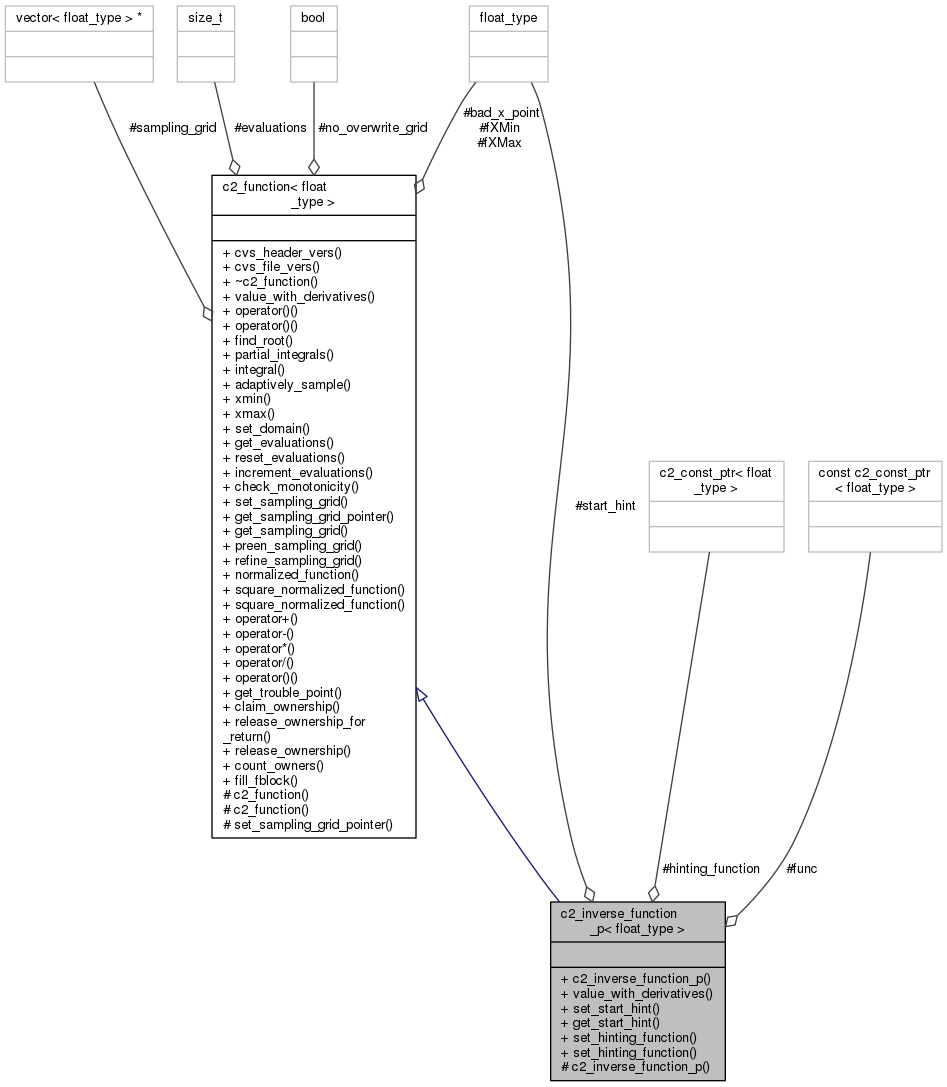 vector< float_type > *
size_t
bool
float_type
#sampling_grid
#evaluations
#no_overwrite_grid
#bad_x_point
#fXMin
#fXMax
c2_function< float
_type >
+ cvs_header_vers()
+ cvs_file_vers()
+ ~c2_function()
+ value_with_derivatives()
+ operator()()
+ operator()()
+ find_root()
+ partial_integrals()
+ integral()
+ adaptively_sample()
+ xmin()
+ xmax()
+ set_domain()
+ get_evaluations()
+ reset_evaluations()
+ increment_evaluations()
+ check_monotonicity()
+ set_sampling_grid()
+ get_sampling_grid_pointer()
+ get_sampling_grid()
+ preen_sampling_grid()
+ refine_sampling_grid()
+ normalized_function()
+ square_normalized_function()
+ square_normalized_function()
+ operator+()
+ operator-()
+ operator*()
+ operator/()
+ operator()()
+ get_trouble_point()
+ claim_ownership()
+ release_ownership_for
_return()
+ release_ownership()
+ count_owners()
+ fill_fblock()
# c2_function()
# c2_function()
# set_sampling_grid_pointer()
#start_hint
c2_const_ptr< float
_type >
const c2_const_ptr
< float_type >
#hinting_function
#func
c2_inverse_function
_p< float_type >
+ c2_inverse_function_p()
+ value_with_derivatives()
+ set_start_hint()
+ get_start_hint()
+ set_hinting_function()
+ set_hinting_function()
# c2_inverse_function_p()